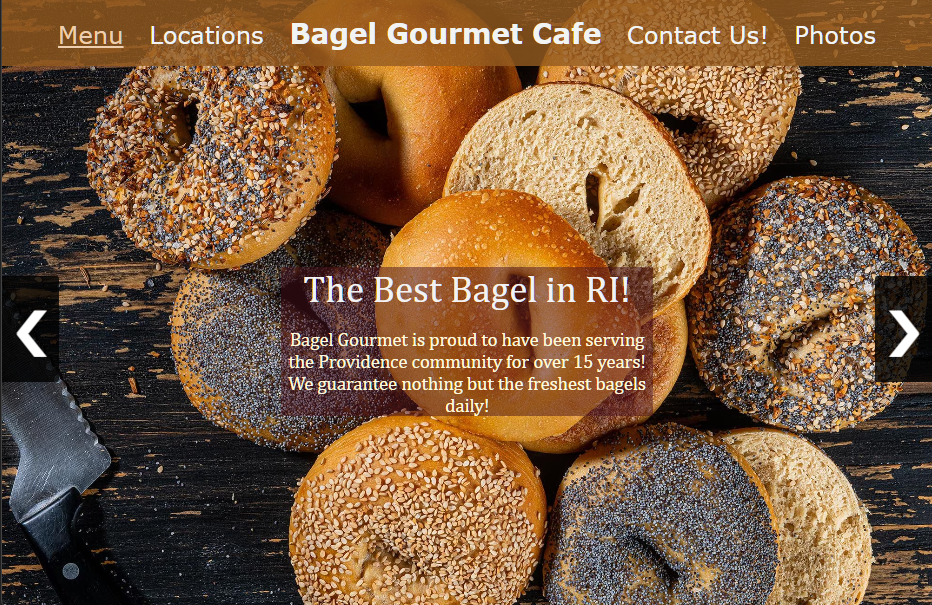 Menu Locations Bagel Gourmet Cafe Contact Us! Photos
The Best Bagel in RI!
Bagel Gourmet is proud to have been serving
the Providence community for over 15 years!
We guarantee nothing but the freshest bagels
daily!